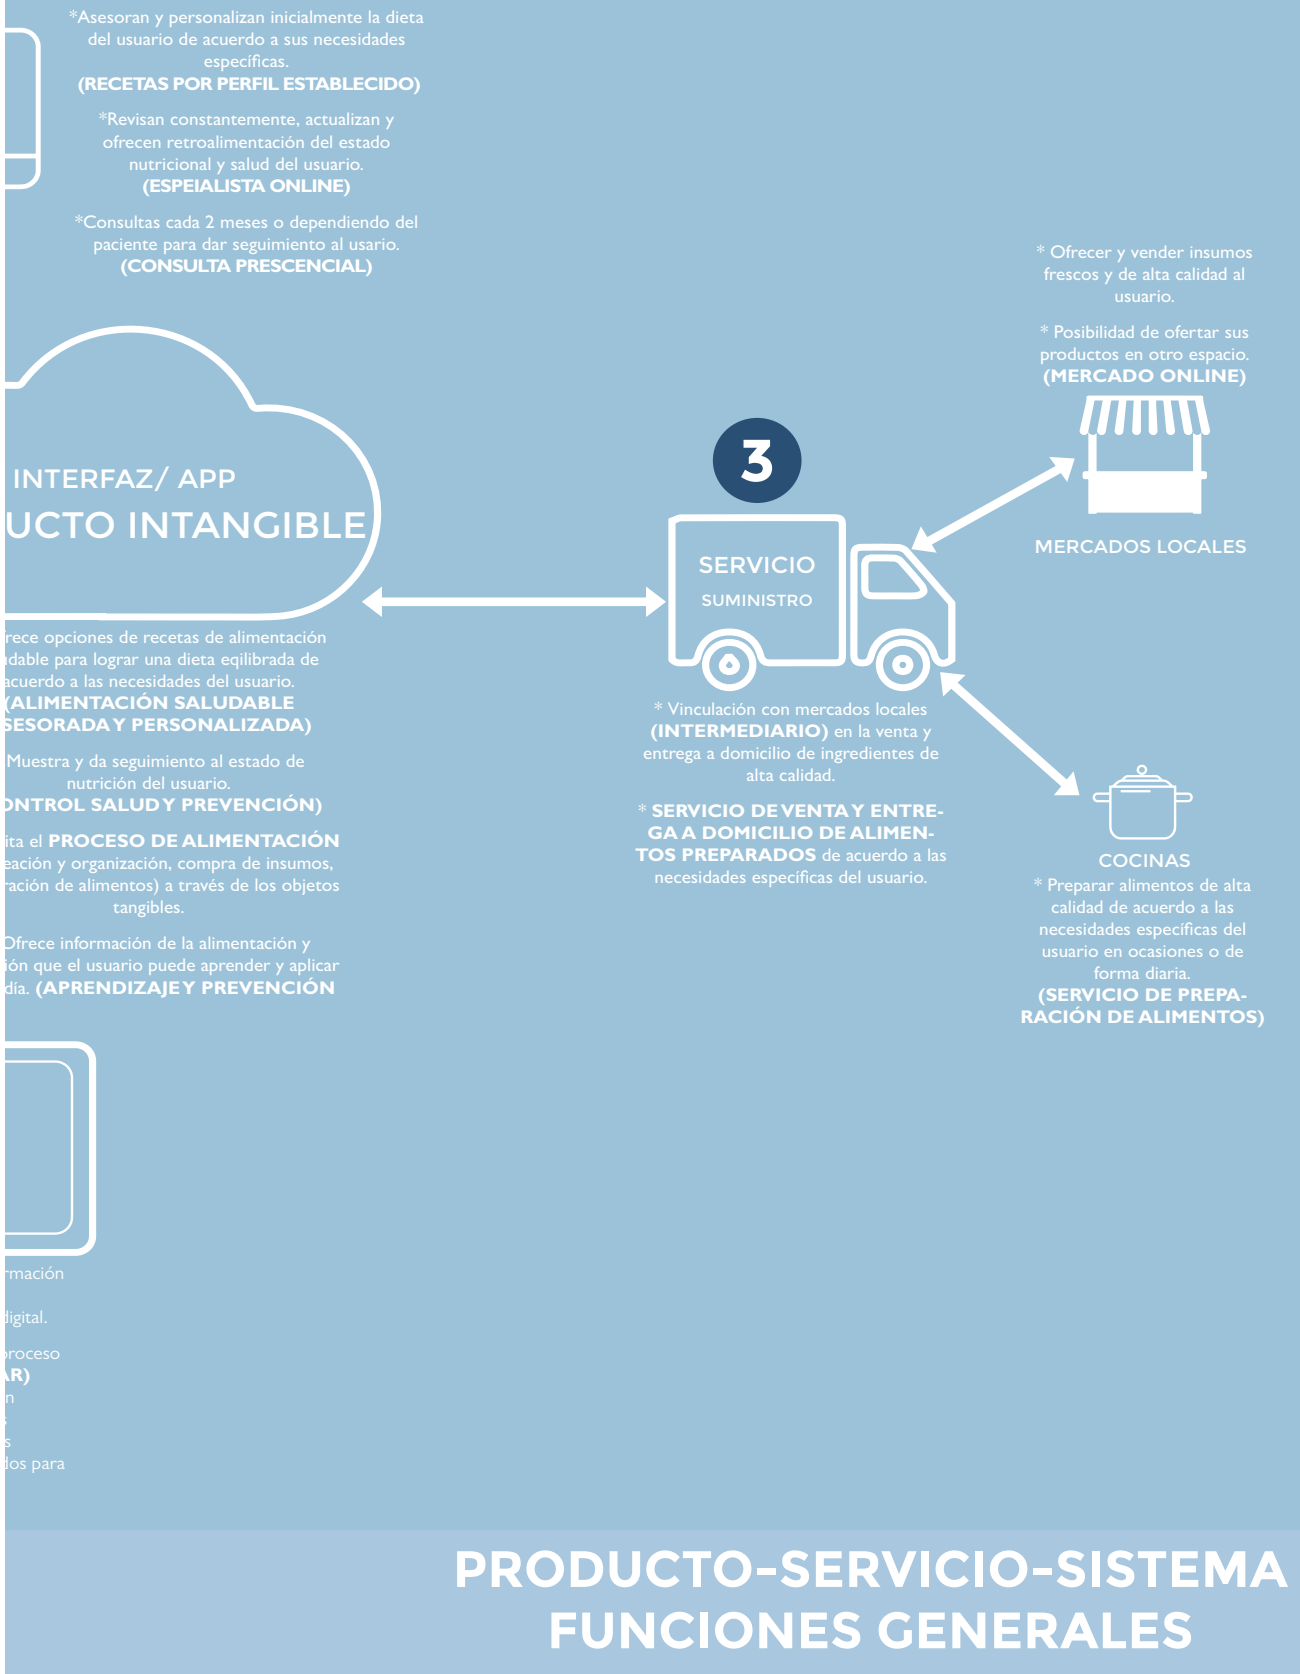 *Asesoran y personalizan inicialmente la dieta
del usuario de acuerdo a sus necesidades
específicas.
(RECETAS POR PERFIL ESTABLECIDO)
*Revisan constantemente, actualizan y
ofrecen retroalimentación del estado
nutricional y salud del usuario.
(ESPEIALISTA ONLINE)
*Consultas cada 2 meses o dependiendo del
paciente para dar seguimiento al usario.
(CONSULTA PRESCENCIAL)
INTERFAZ/ APP
UCTO INTANGIBLE
rece opciones de recetas de alimentación
dable para lograr una dieta eqilibrada de
acuerdo a las necesidades del usuario.
(ALIMENTACIÓN SALUDABLE
SESORADA Y PERSONALIZADA)
Muestra y da seguimiento al estado de
nutrición del usuario.
ONTROL SALUD Y PREVENCIÓN)
ita el PROCESO DE ALIMENTACIÓN
eación y organización, compra de insumos,
ración de alimentos) a través de los objetos
tangibles.
Ofrece información de la alimentación y
ión que el usuario puede aprender y aplicar
día. (APRENDIZAJE Y PREVENCIÓN
rmación
digital.
proceso
AR)
n
s
s
dos para
3
SERVICIO
SUMINISTRO
* Vinculación con mercados locales
(INTERMEDIARIO) en la venta y
entrega a domicilio de ingredientes de
alta calidad.
* SERVICIO DE VENTA Y ENTRE-
GA A DOMICILIO DE ALIMEN-
TOS PREPARADOS de acuerdo a las
necesidades específicas del usuario.
* Ofrecer y vender insumos
frescos y de alta calidad al
usuario.
* Posibilidad de ofertar sus
productos en otro espacio.
(MERCADO ONLINE)
MERCADOS LOCALES
COCINAS
* Preparar alimentos de alta
calidad de acuerdo a las
necesidades específicas del
usuario en ocasiones o de
forma diaria.
(SERVICIO DE PREPA-
RACIÓN DE ALIMENTOS)
PRODUCTO-SERVICIO-SISTEMA
FUNCIONES GENERALES